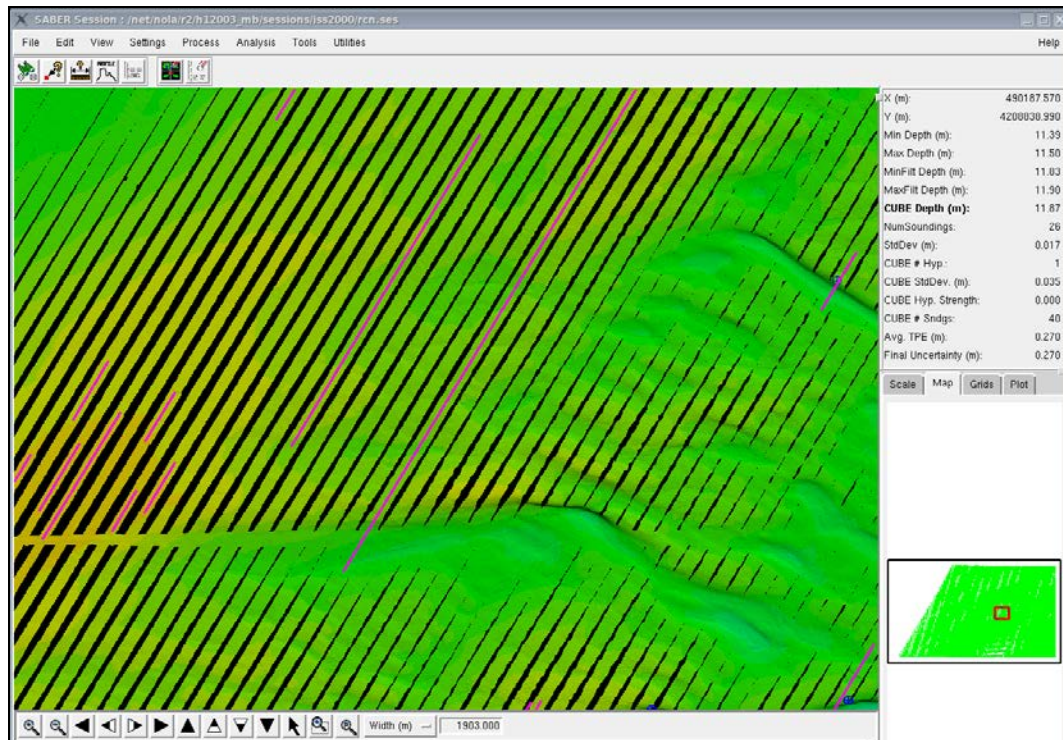 SABER Session : /net/nola/r2/h12003_mb/sessions/iss2000/rcn.ses
File Edit View Settings Process Analysis Tools Utilities Help
X (m): 490187.570
Y (m): 4208030.990
Min Depth (m): 11.39
Max Depth (m): 11.50
MinFilt Depth (m): 11.83
MaxFilt Depth (m): 11.90
CUBE Depth (m): 11.87
NumSoundings: 26
StdDev (m): 0.017
CUBE # Hyp.: 1
CUBE StdDev. (m): 0.035
CUBE Hyp. Strength: 0.000
CUBE # Sndgs: 40
Avg. TPE (m): 0.270
Final Uncertainty (m): 0.270
Scale Map Grids Plot
Width (m) 1903.000